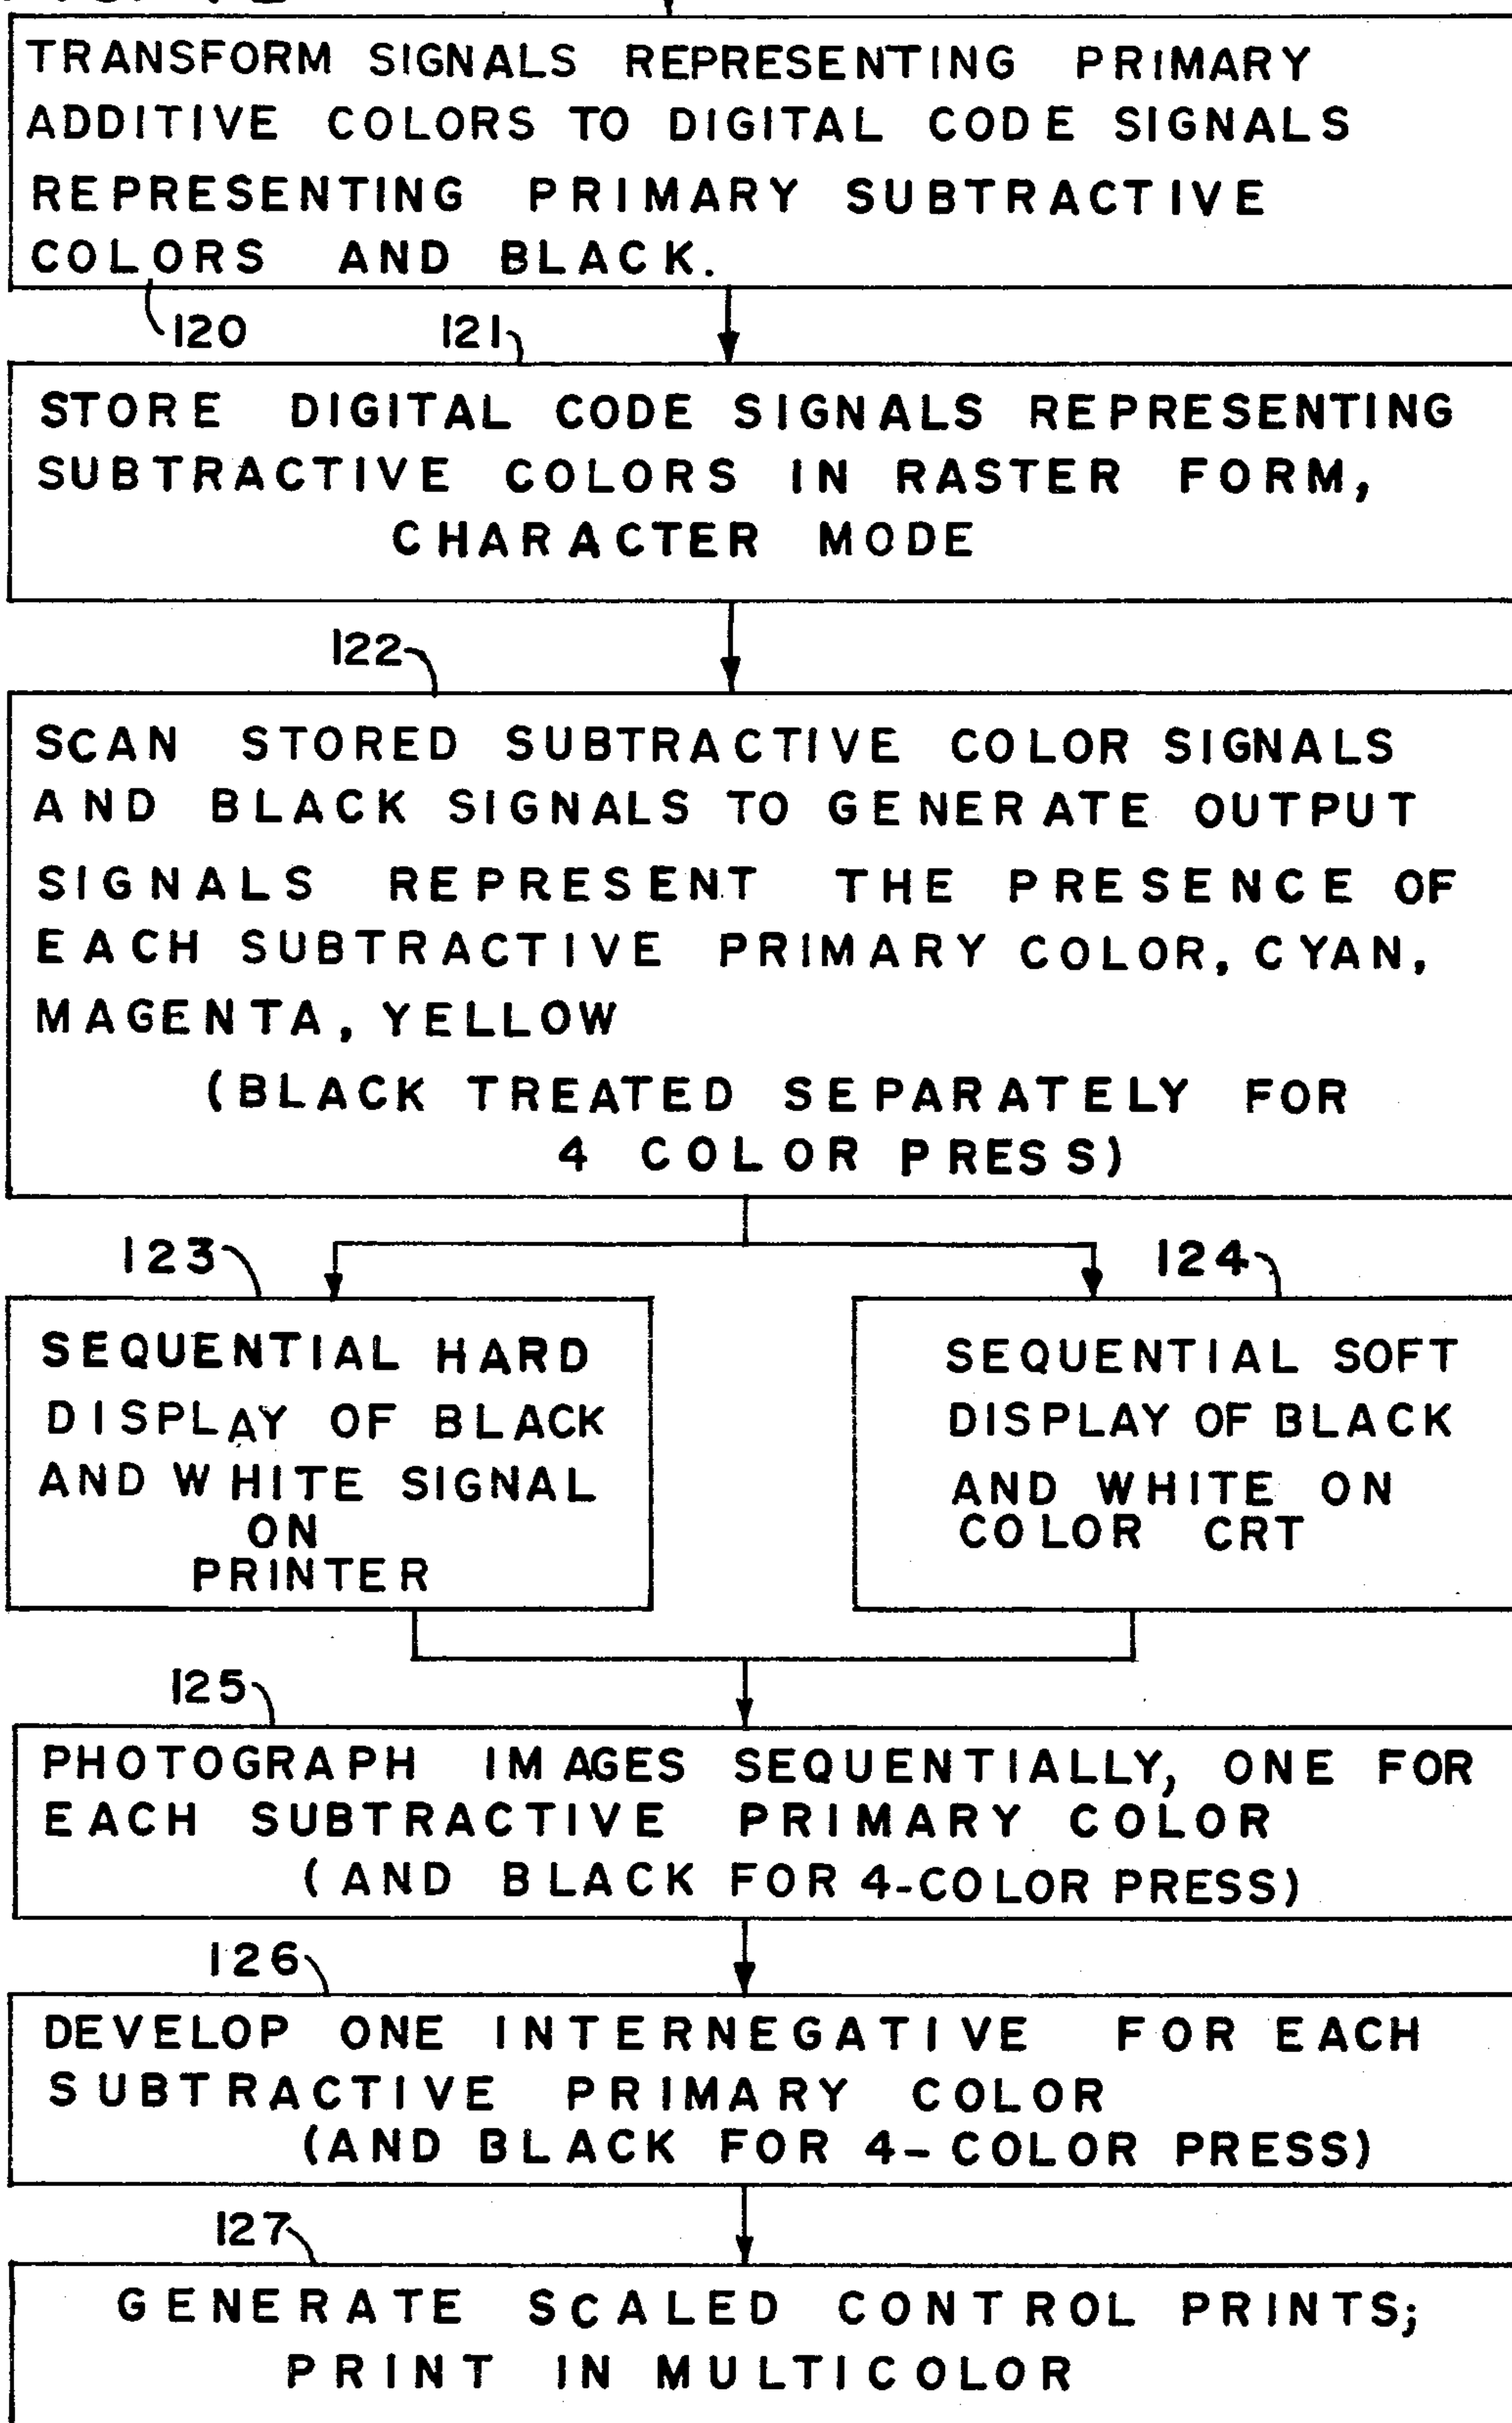 TRANSFORM SIGNALS REPRESENTING PRIMARY
ADDITIVE COLORS TO DIGITAL CODE SIGNALS
REPRESENTING PRIMARY SUBTRACTIVE
COLORS AND BLACK.
120
121
STORE DIGITAL CODE SIGNALS REPRESENTING
SUBTRACTIVE COLORS IN RASTER FORM,
CHARACTER MODE
122
SCAN STORED SUBTRACTIVE COLOR SIGNALS
AND BLACK SIGNALS TO GENERATE OUTPUT
SIGNALS REPRESENT THE PRESENCE OF
EACH SUBTRACTIVE PRIMARY COLOR, CYAN,
MAGENTA, YELLOW
(BLACK TREATED SEPARATELY FOR
4 COLOR PRESS)
123
SEQUENTIAL HARD
DISPLAY OF BLACK
AND WHITE SIGNAL
ON
PRINTER
124
SEQUENTIAL SOFT
DISPLAY OF BLACK
AND WHITE ON
COLOR CRT
125
PHOTOGRAPH IMAGES SEQUENTIALLY, ONE FOR
EACH SUBTRACTIVE PRIMARY COLOR
(AND BLACK FOR 4-COLOR PRESS)
126
DEVELOP ONE INTERNEGATIVE FOR EACH
SUBTRACTIVE PRIMARY COLOR
(AND BLACK FOR 4-COLOR PRESS)
127
GENERATE SCALED CONTROL PRINTS;
PRINT IN MULTICOLOR